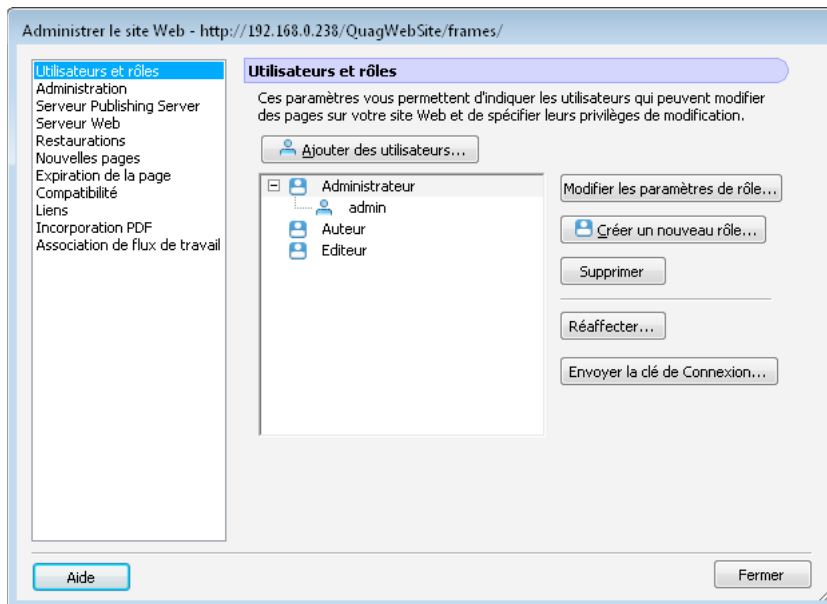 Administrer le site Web - http://192.168.0.238/QuagWebSite/frames/
Utilisateurs et rôles
Administration
Serveur Publishing Server
Serveur Web
Restaurations
Nouvelles pages
Expiration de la page
Compatibilité
Liens
Incorporation PDF
Association de flux de travail
Utilisateurs et rôles
Ces paramètres vous permettent d'indiquer les utilisateurs qui peuvent modifier
des pages sur votre site Web et de spécifier leurs privilèges de modification.
Ajouter des utilisateurs...
Administrateur
admin
Auteur
Editeur
Modifier les paramètres de rôle...
Créer un nouveau rôle...
Supprimer
Réaffecter...
Envoyer la clé de Connexion...
Aide
Fermer